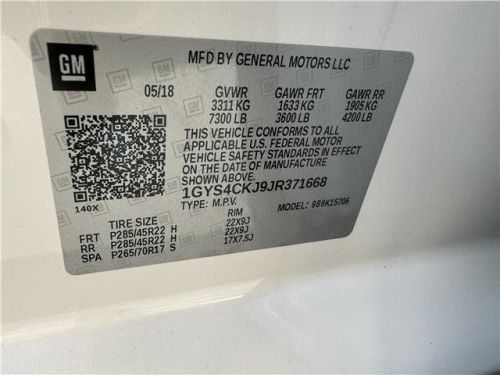 GM
MFD BY GENERAL MOTORS LLC
05/18 GVWR GAWR FRT GAWR RR
3311 KG 1633 KG 1905 KG
7300 LB 3600 LB 4200 LB
THIS VEHICLE CONFORMS TO ALL
APPLICABLE U.S. FEDERAL MOTOR
VEHICLE SAFETY STANDARDS IN EFFECT
ON THE DATE OF MANUFACTURE
1GYS4CKJ9JR371668
140X TYPE: M.P.V. MODEL: 986K15706
TIRE SIZE RIM
FRT P285/45R22 H 22X9J
RR P285/45R22 H 22X9J
SPA P265/70R17 S 17X7.5J